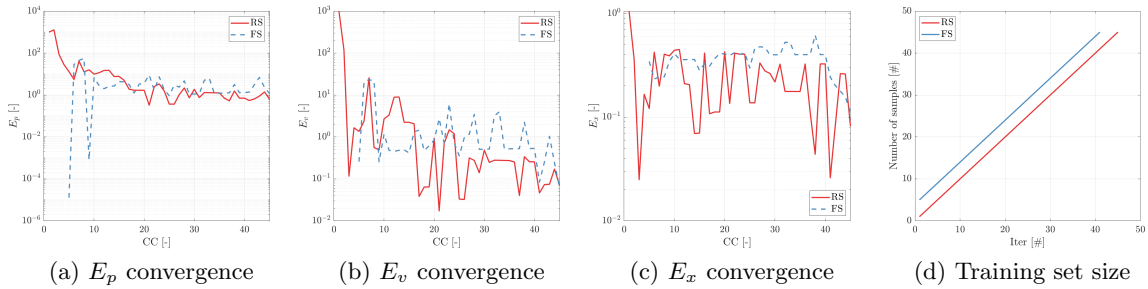 10^6
10^4
10^2
10^0
10^-2
10^-4
10^-6
E_p [-]
RS
FS
0 10 20 30 40
CC [-]
(a) E_p convergence
10^3
10^2
10^1
10^0
10^-1
10^-2
E_v [-]
RS
FS
0 10 20 30 40
CC [-]
(b) E_v convergence
10^0
10^-1
10^-2
E_x [-]
RS
FS
0 10 20 30 40
CC [-]
(c) E_x convergence
50
40
30
20
10
0
Number of samples [#]
RS
FS
0 10 20 30 40 50
Iter [#]
(d) Training set size